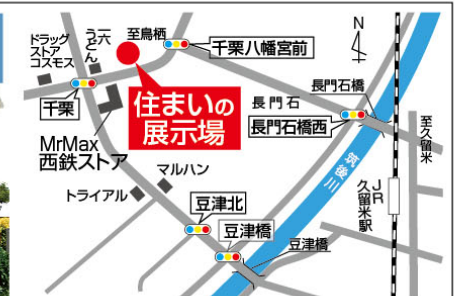 ドラッグ
ストア
コスモス
一六
うどん
至鳥栖
千栗八幡宮前
N
千栗
住まいの
展示場
長門石橋
長門石
長門石橋西
至久留米
MrMax
西鉄ストア
マルハン
トライアル
筑後川
JR
久留米駅
豆津北
豆津橋
豆津橋